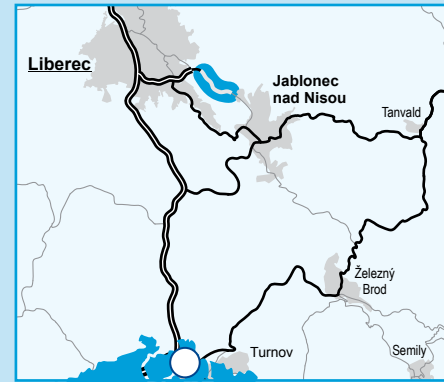 Liberec
Jablonec
nad Nisou
Tanvald
Železný
Brod
Turnov
Semily